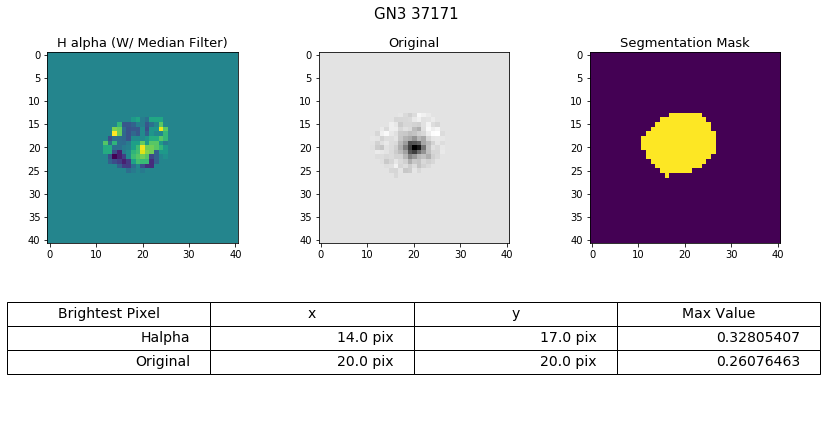 GN3 37171
H alpha (W/ Median Filter) Original Segmentation Mask
0 0 0
5 5 5
10 10 10
15 15 15
20 20 20
25 25 25
30 30 30
35 35 35
40 40 40
0 10 20 30 40 0 10 20 30 40 0 10 20 30 40
Brightest Pixel x y Max Value
Halpha 14.0 pix 17.0 pix 0.32805407
Original 20.0 pix 20.0 pix 0.26076463